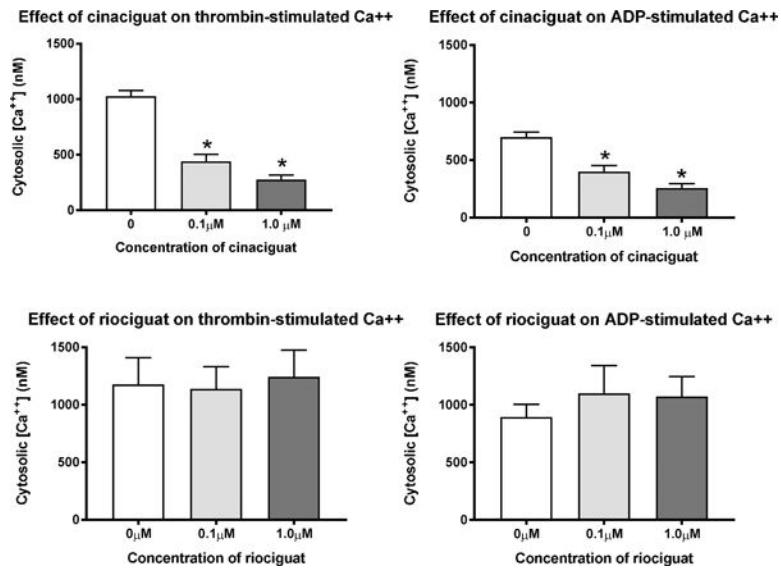 Effect of cinaciguat on thrombin-stimulated Ca++
Cytosolic [Ca⁺⁺] (nM)
1500
1000
500
0
*
*
0
0.1μM
1.0 μM
Concentration of cinaciguat
Effect of cinaciguat on ADP-stimulated Ca++
Cytosolic [Ca⁺⁺] (nM)
1500
1000
500
0
*
*
0
0.1μM
1.0 μM
Concentration of cinaciguat
Effect of riociguat on thrombin-stimulated Ca++
Cytosolic [Ca⁺⁺] (nM)
1500
1000
500
0
0μM
0.1μM
1.0μM
Concentration of riociguat
Effect of riociguat on ADP-stimulated Ca++
Cytosolic [Ca⁺⁺] (nM)
1500
1000
500
0
0μM
0.1μM
1.0μM
Concentration of riociguat